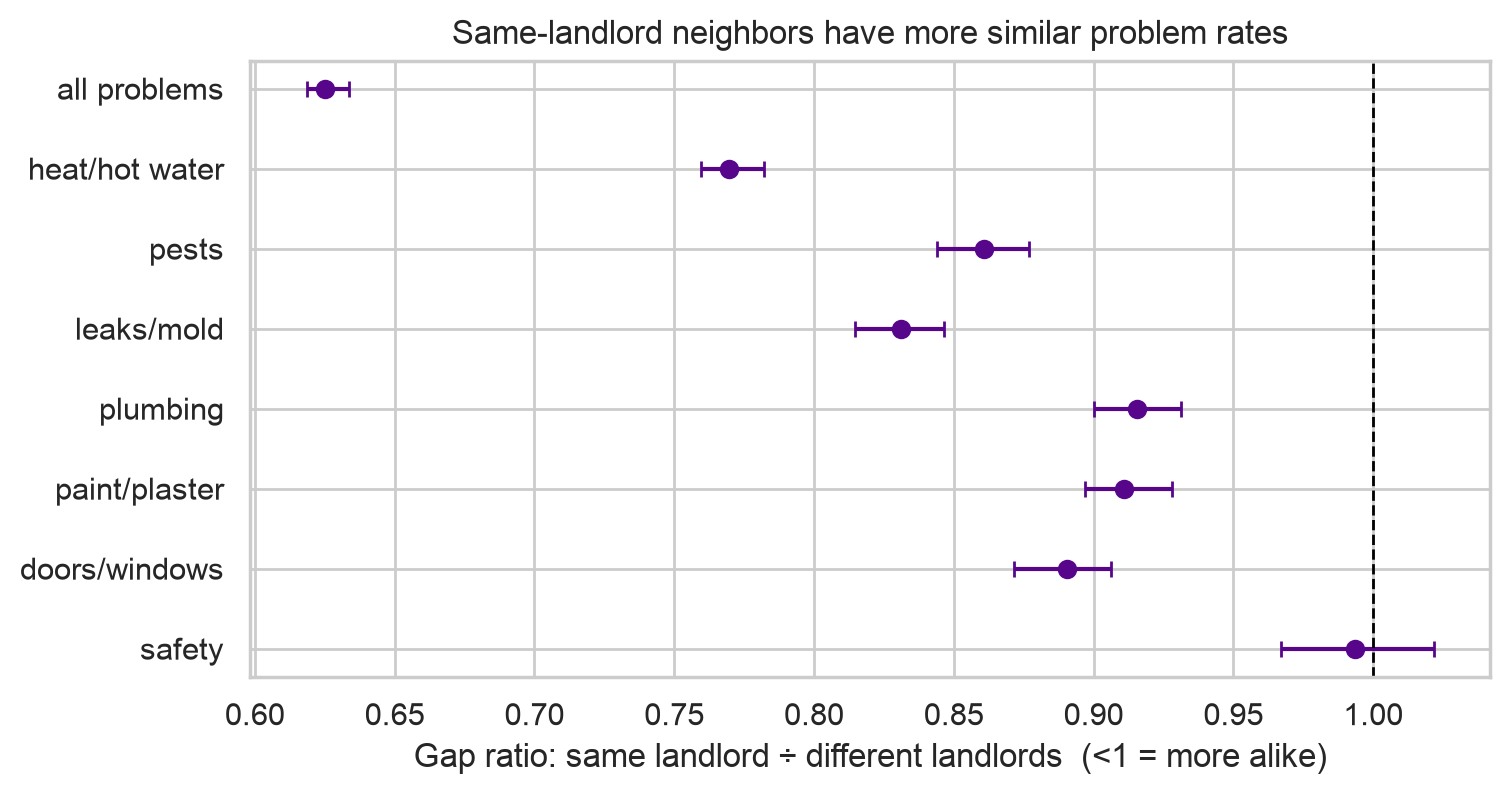 Same-landlord neighbors have more similar problem rates
all problems
heat/hot water
pests
leaks/mold
plumbing
paint/plaster
doors/windows
safety
0.60 0.65 0.70 0.75 0.80 0.85 0.90 0.95 1.00
Gap ratio: same landlord ÷ different landlords  (<1 = more alike)